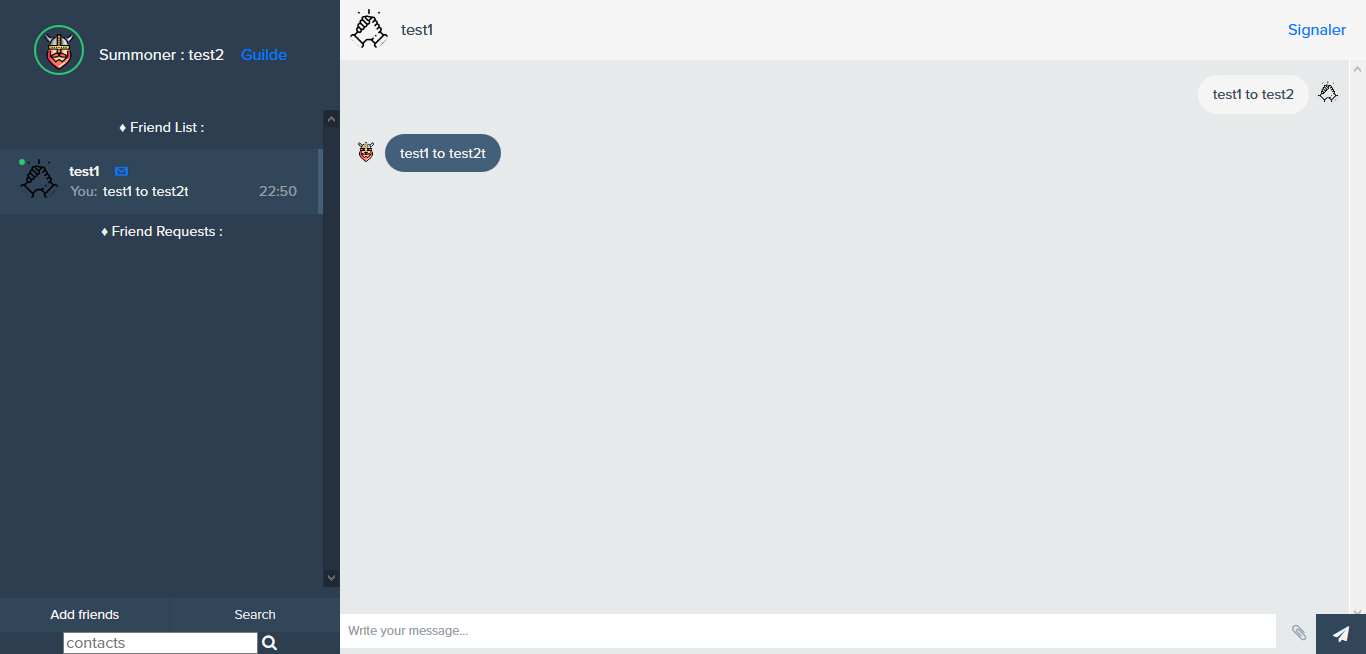 Summoner : test2 Guilde
♦ Friend List :
test1
You: test1 to test2t 22:50
♦ Friend Requests :
Add friends Search
contacts
test1 Signaler
test1 to test2
test1 to test2t
Write your message...